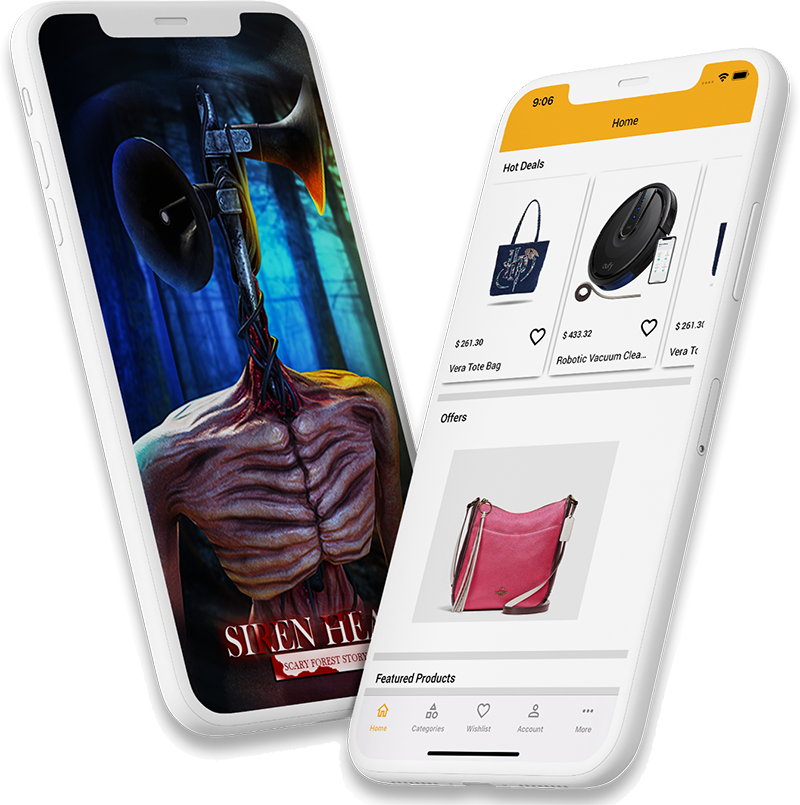 SIREN HEA
SCARY FOREST STORY
9:06
Home
Hot Deals
$ 261.30
Vera Tote Bag
$ 433.32
Robotic Vacuum Clea...
$ 261.30
Vera To
Offers
Featured Products
Home
Categories
Wishlist
Account
More